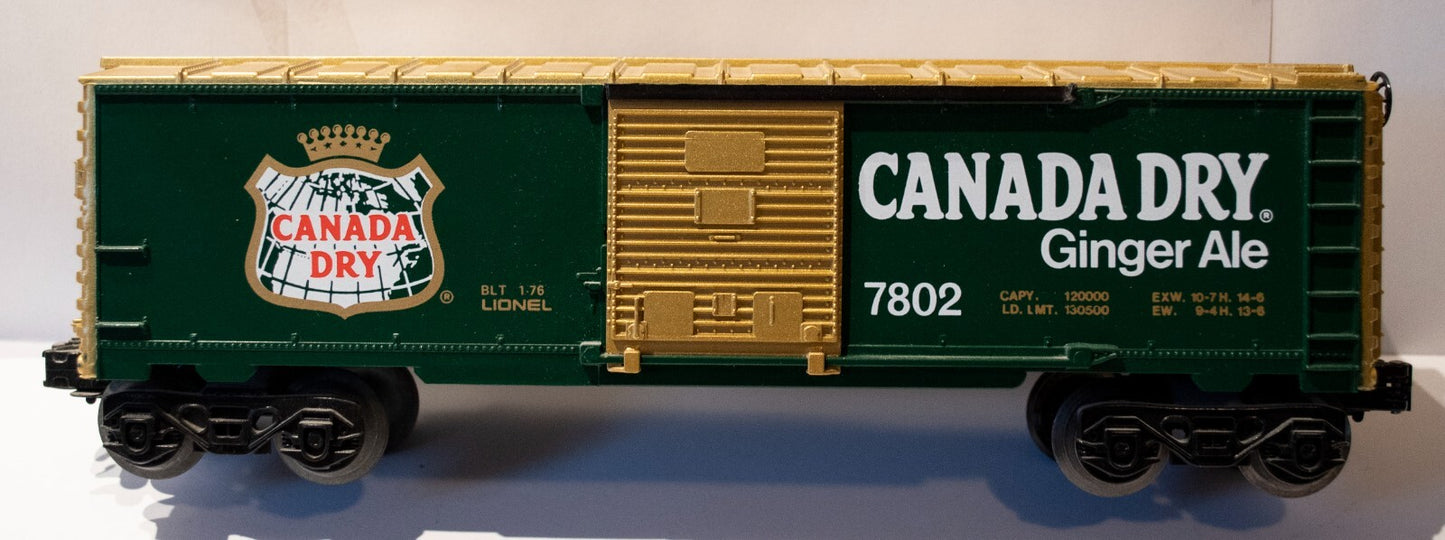 CANADA
DRY
®
BLT 1-76
LIONEL
CANADA DRY®
Ginger Ale
7802
CAPY. 120000
LD. LMT. 130500
EXW. 10-7 H. 14-6
EW. 9-4 H. 13-6